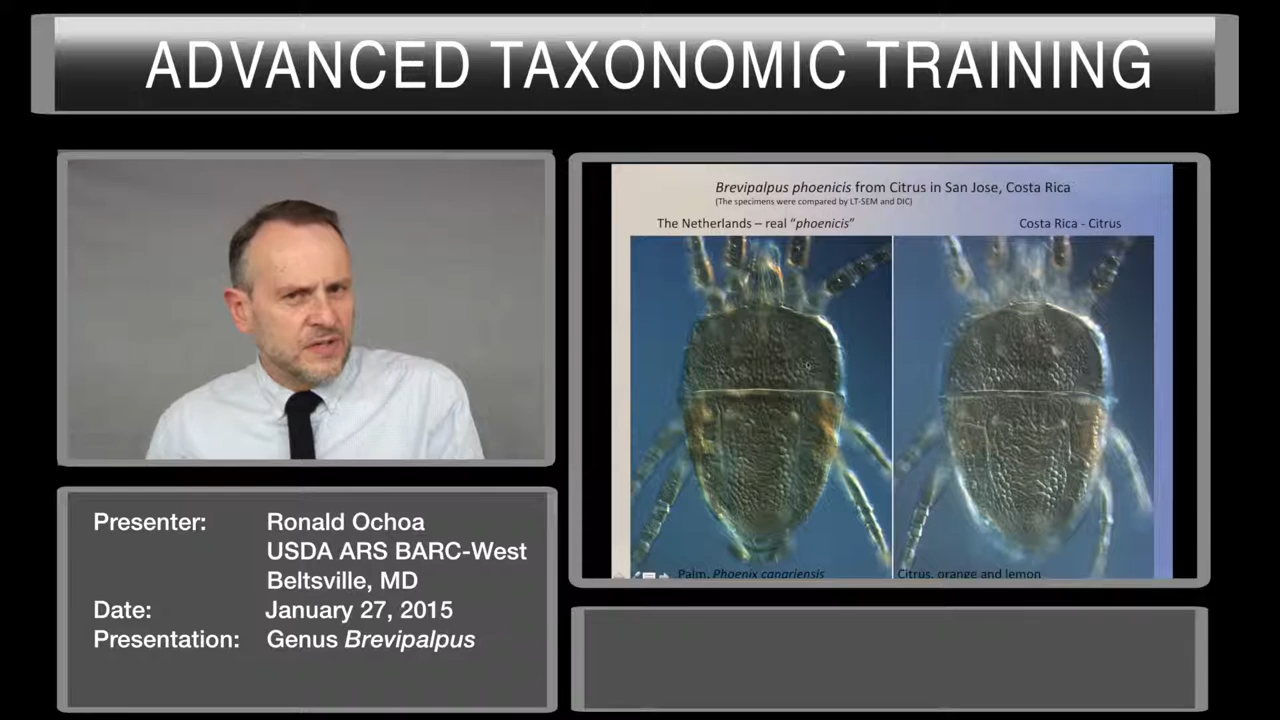 ADVANCED TAXONOMIC TRAINING
Brevipalpus phoenicis from Citrus in San Jose, Costa Rica
(The specimens were compared by LT-SEM and DIC)
The Netherlands – real “phoenicis”
Costa Rica - Citrus
Palm, Phoenix canariensis
Citrus, orange and lemon
Presenter: Ronald Ochoa
USDA ARS BARC-West
Beltsville, MD
Date: January 27, 2015
Presentation: Genus Brevipalpus